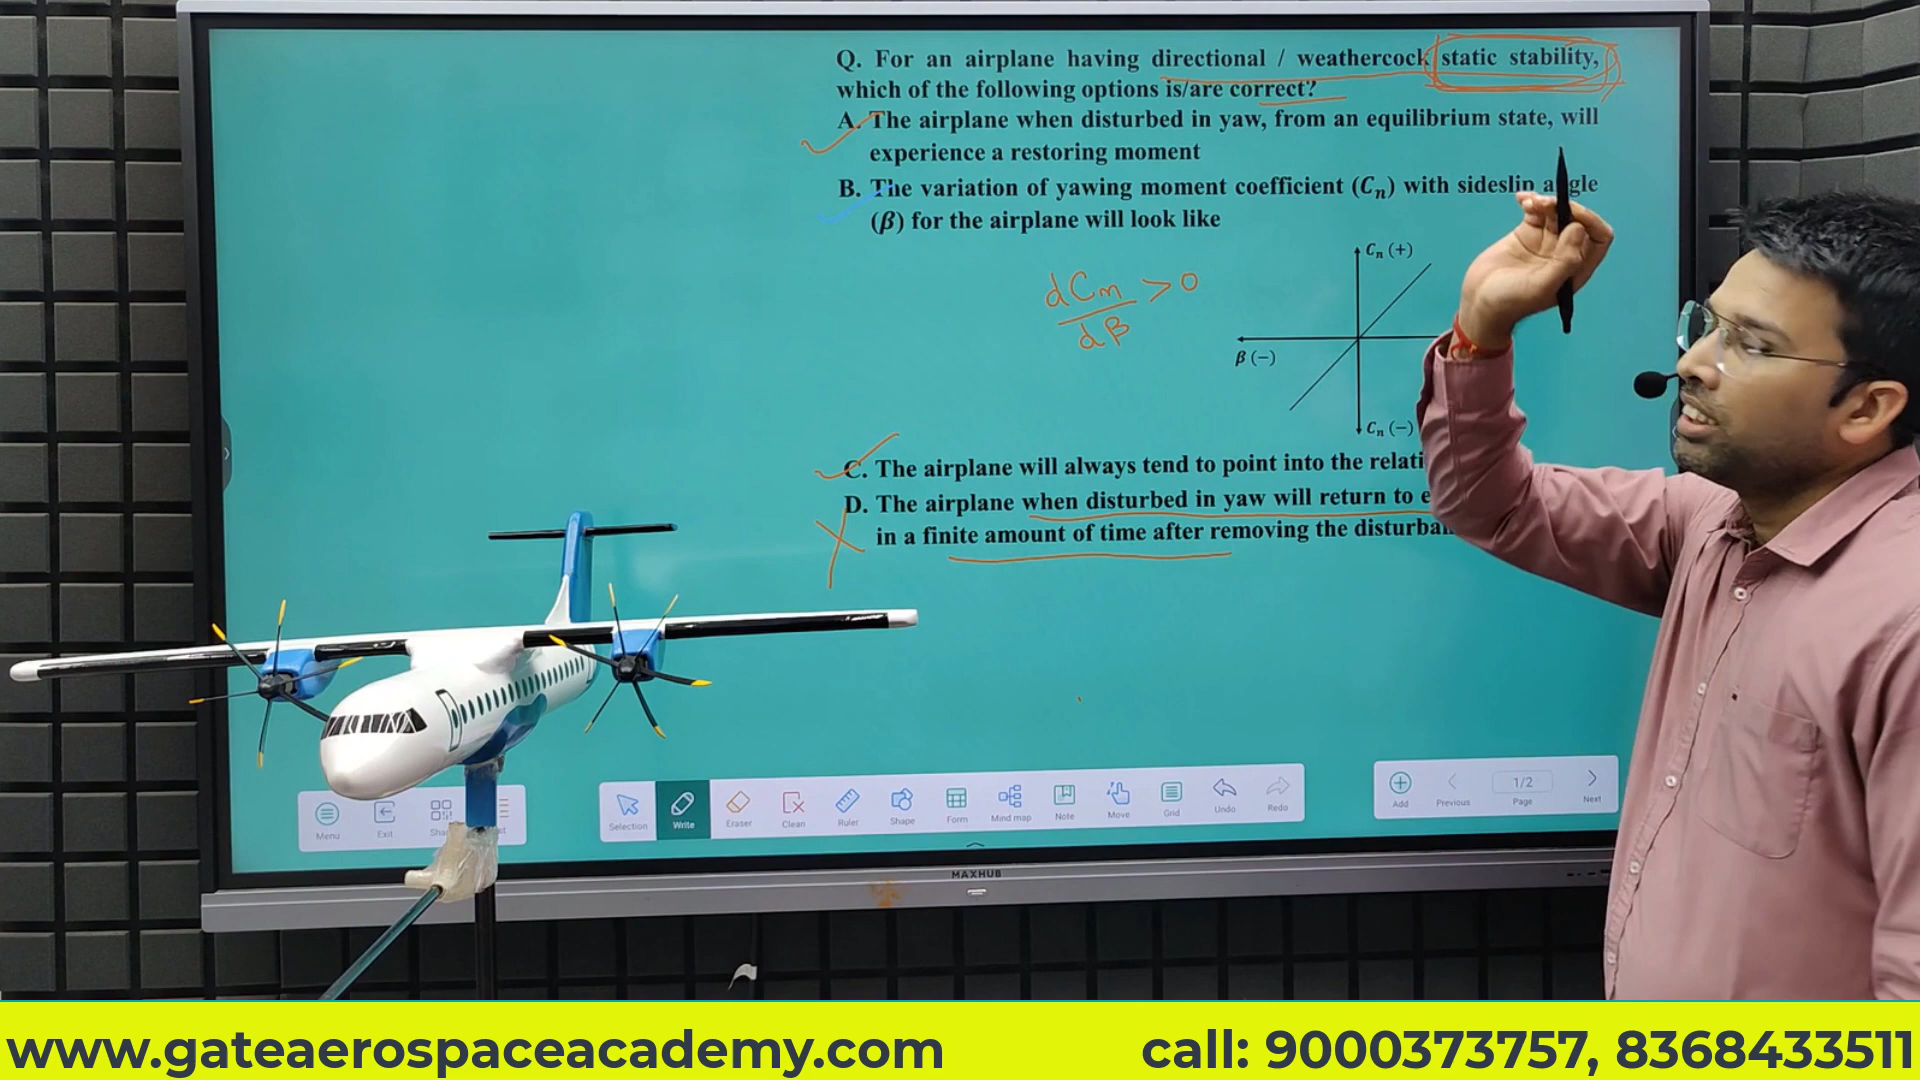 Q. For an airplane having directional / weathercock static stability,
which of the following options is/are correct?
A. The airplane when disturbed in yaw, from an equilibrium state, will
experience a restoring moment
B. The variation of yawing moment coefficient (Cₙ) with sideslip angle
(β) for the airplane will look like
Cₙ (+)
dCm/dβ > 0
β (−)
Cₙ (−)
C. The airplane will always tend to point into the
D. The airplane when disturbed in yaw will return to
in a finite amount of time after removing the
Menu
Exit
Selection
Write
Eraser
Clean
Ruler
Shape
Form
Mind map
Note
Move
Grid
Undo
Redo
Add
Previous
1/2
Page
Next
MAXHUB
www.gateaerospaceacademy.com
call: 9000373757, 8368433511